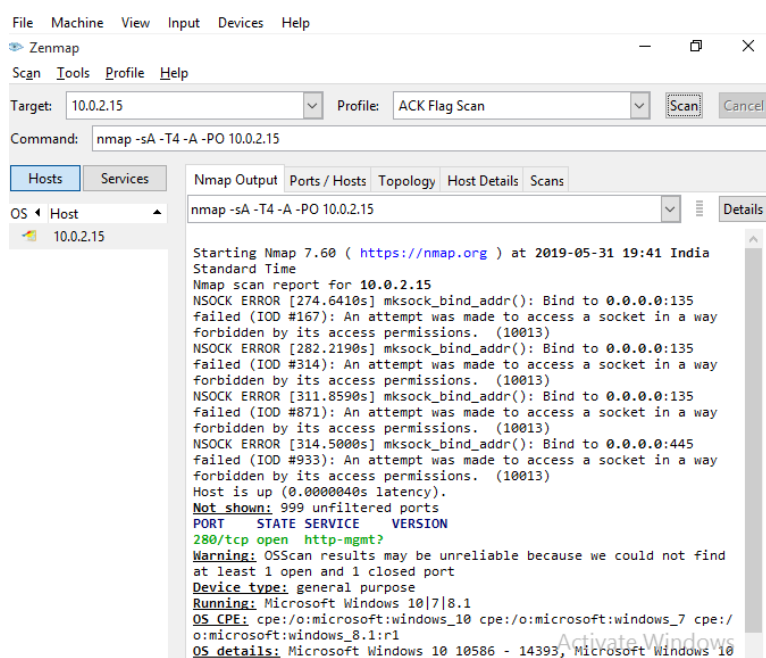 File Machine View Input Devices Help
Zenmap
Scan Tools Profile Help
Target: 10.0.2.15 Profile: ACK Flag Scan Scan Cancel
Command: nmap -sA -T4 -A -PO 10.0.2.15
Hosts Services
Nmap Output Ports / Hosts Topology Host Details Scans
OS Host
nmap -sA -T4 -A -PO 10.0.2.15 Details
10.0.2.15
Starting Nmap 7.60 ( https://nmap.org ) at 2019-05-31 19:41 India
Standard Time
Nmap scan report for 10.0.2.15
NSOCK ERROR [274.6410s] mksock_bind_addr(): Bind to 0.0.0.0:135
failed (IOD #167): An attempt was made to access a socket in a way
forbidden by its access permissions. (10013)
NSOCK ERROR [282.2190s] mksock_bind_addr(): Bind to 0.0.0.0:135
failed (IOD #314): An attempt was made to access a socket in a way
forbidden by its access permissions. (10013)
NSOCK ERROR [311.8590s] mksock_bind_addr(): Bind to 0.0.0.0:135
failed (IOD #871): An attempt was made to access a socket in a way
forbidden by its access permissions. (10013)
NSOCK ERROR [314.5000s] mksock_bind_addr(): Bind to 0.0.0.0:445
failed (IOD #933): An attempt was made to access a socket in a way
forbidden by its access permissions. (10013)
Host is up (0.0000040s latency).
Not shown: 999 unfiltered ports
PORT STATE SERVICE VERSION
280/tcp open http-mgmt?
Warning: OSScan results may be unreliable because we could not find
at least 1 open and 1 closed port
Device type: general purpose
Running: Microsoft Windows 10|7|8.1
OS CPE: cpe:/o:microsoft:windows_10 cpe:/o:microsoft:windows_7 cpe:/
o:microsoft:windows_8.1:r1
Activate Windows
OS details: Microsoft Windows 10 10586 - 14393, Microsoft Windows 10